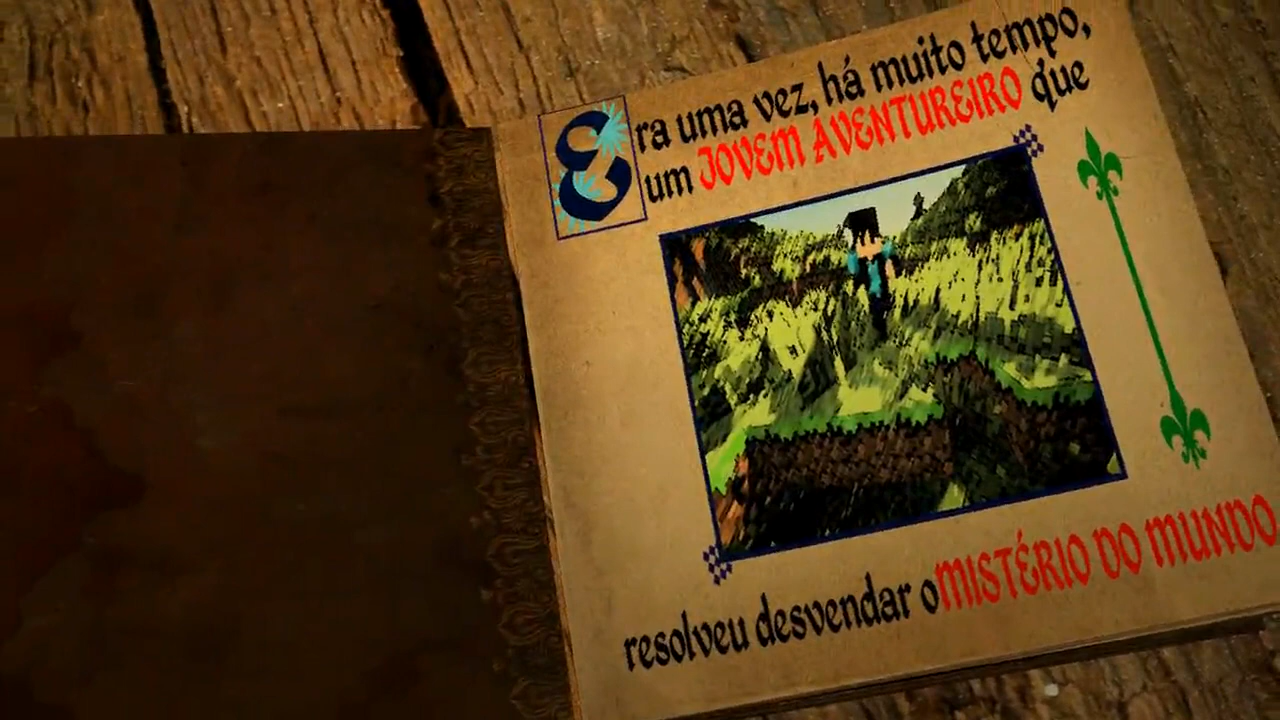 Era uma vez, há muito tempo,
um JOVEM AVENTUREIRO que
resolveu desvendar o MISTÉRIO DO MUNDO